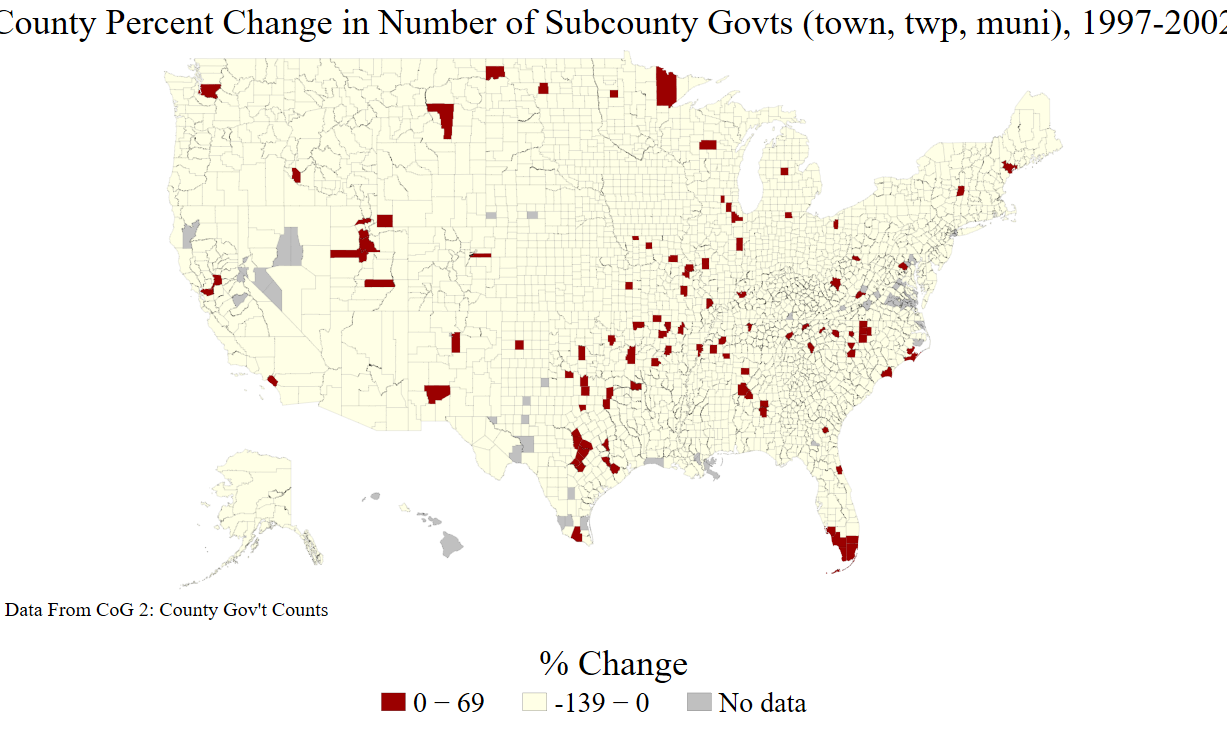 County Percent Change in Number of Subcounty Govts (town, twp, muni), 1997-2002
Data From CoG 2: County Gov't Counts
% Change
0 − 69
-139 − 0
No data